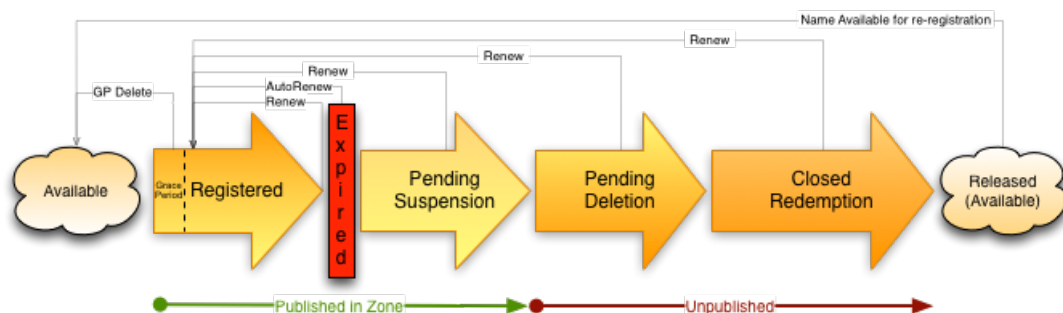 Name Available for re-registration
Renew
Renew
Renew
AutoRenew
GP Delete
Renew
Available
Grace
Period
Registered
Expired
Pending
Suspension
Pending
Deletion
Closed
Redemption
Released
(Available)
Published in Zone
Unpublished